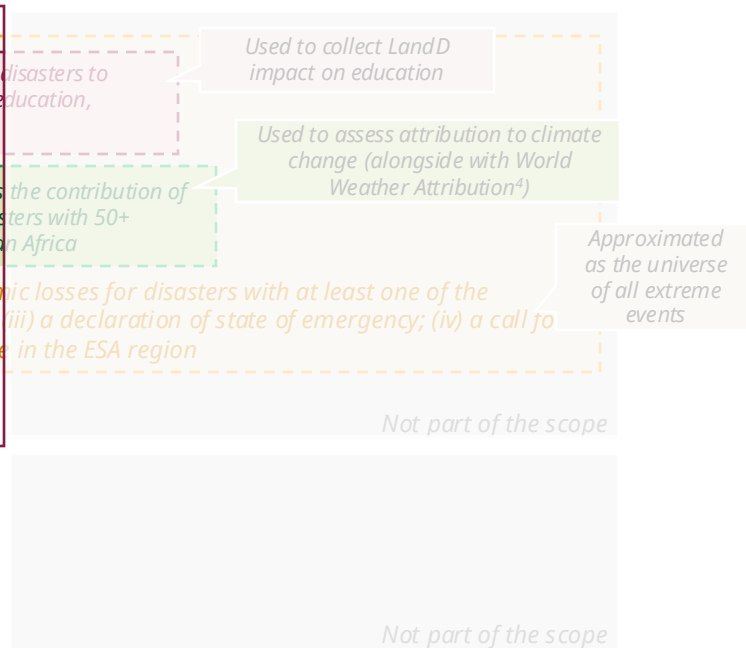 Used to collect LandD
impact on education
disasters to
education,
Used to assess attribution to climate
change (alongside with World
Weather Attribution⁴)
s the contribution of
sters with 50+
n Africa
Approximated
as the universe
of all extreme
events
mic losses for disasters with at least one of the
(iii) a declaration of state of emergency; (iv) a call fo
e in the ESA region
Not part of the scope
Not part of the scope